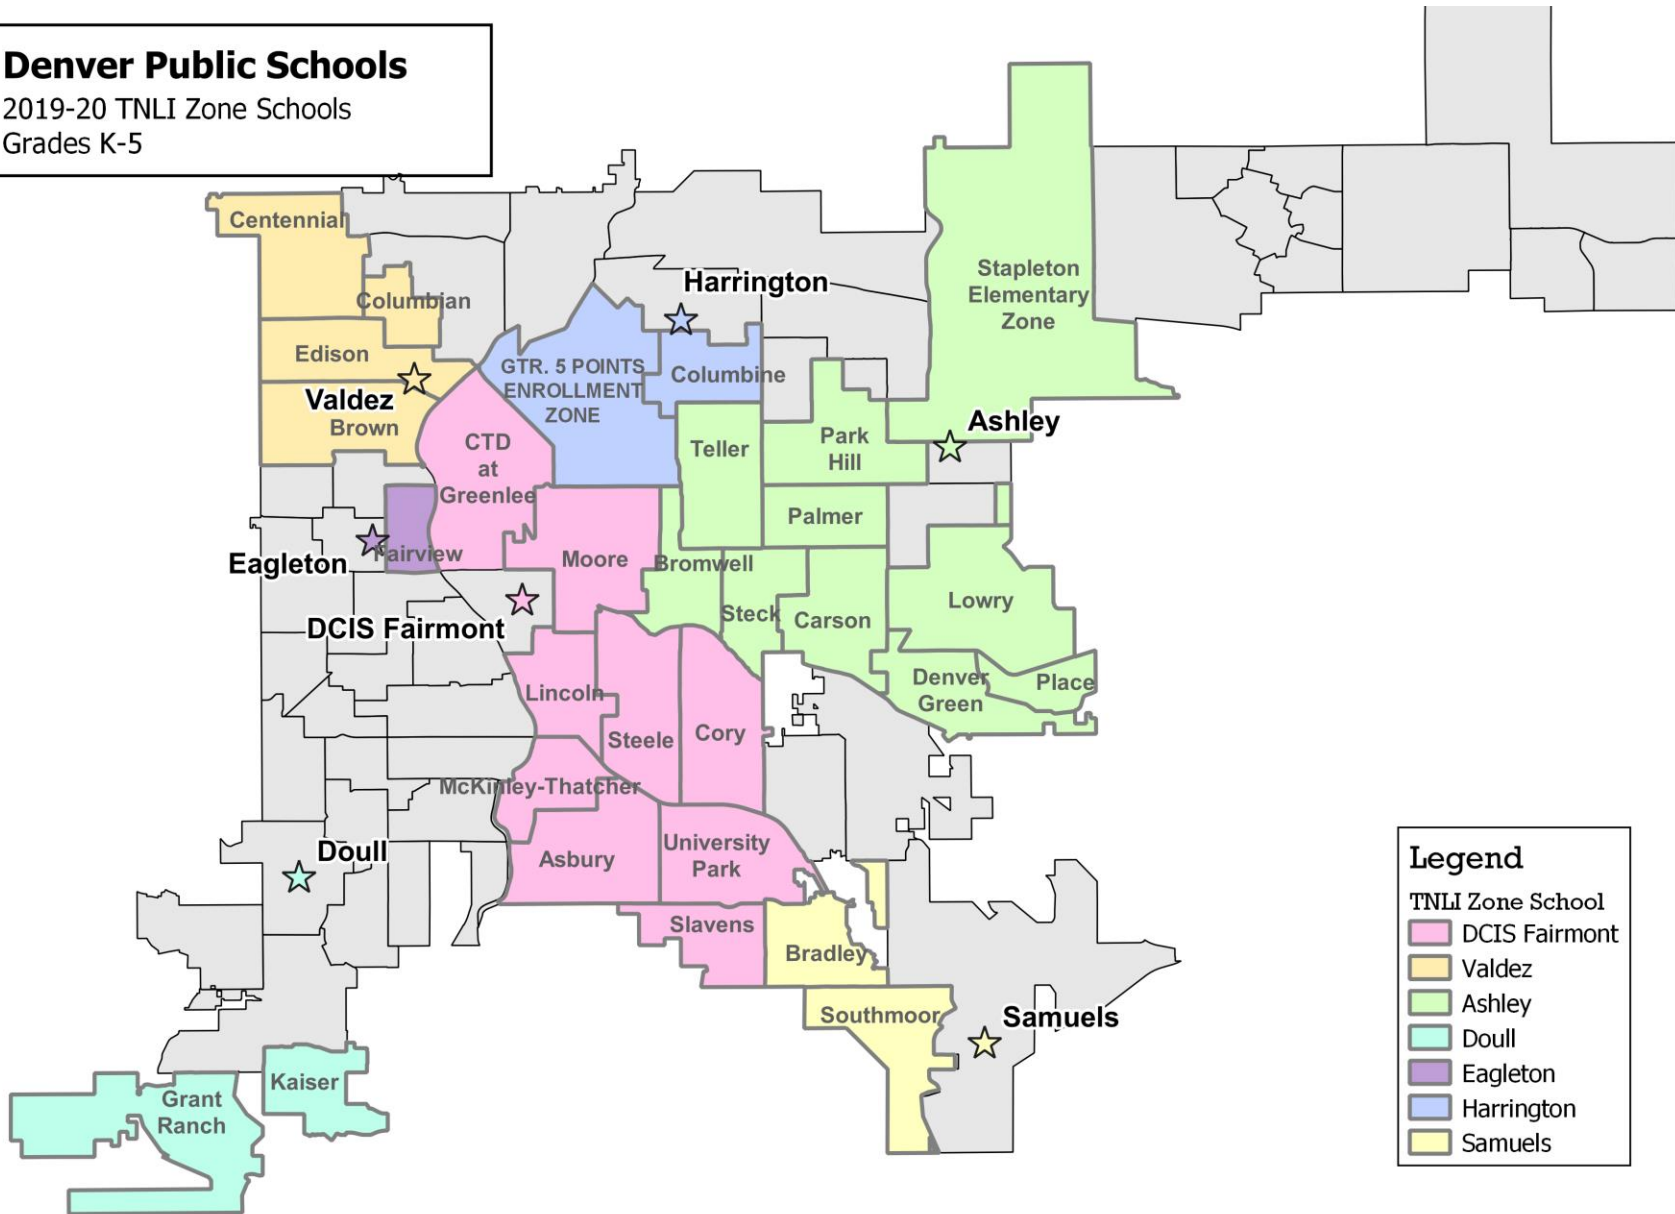 Denver Public Schools
2019-20 TNLI Zone Schools
Grades K-5
Centennial
Columbian
Edison
Valdez
Brown
Harrington
GTR. 5 POINTS
ENROLLMENT
ZONE
Columbine
Stapleton
Elementary
Zone
Ashley
CTD
at
Greenlee
Teller
Park
Hill
Palmer
Eagleton
Fairview
Moore
Bromwell
Steck
Carson
Lowry
DCIS Fairmont
Lincoln
Steele
Cory
Denver
Green
Place
McKinley-Thatcher
Asbury
University
Park
Doull
Slavens
Bradley
Southmoor
Samuels
Kaiser
Grant
Ranch
Legend
TNLI Zone School
DCIS Fairmont
Valdez
Ashley
Doull
Eagleton
Harrington
Samuels